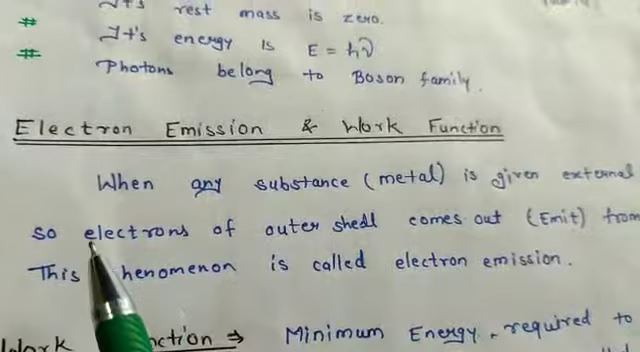 rest mass is zero.
# It's energy is E = hν
# Photons belong to Boson family.
Electron Emission & Work Function
When any substance (metal) is given external
so electrons of outer shell comes out (Emit) from
This henomenon is called electron emission.
Work nction ⇒ Minimum Energy, required to